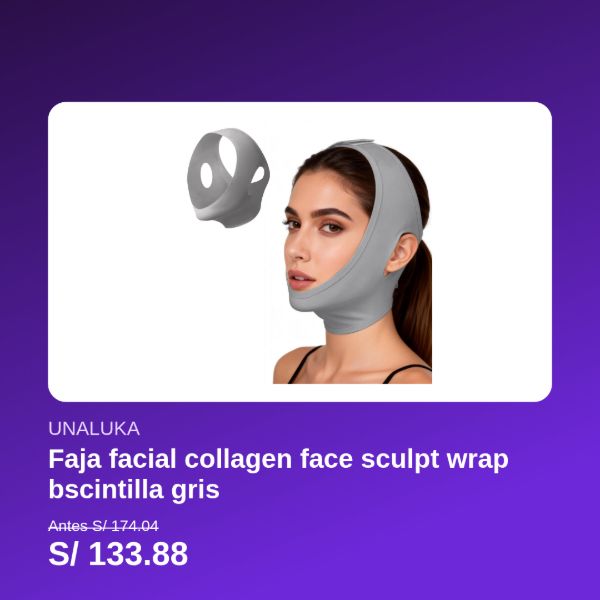 UNALUKA
Faja facial collagen face sculpt wrap
bscintilla gris
Antes S/ 174.04
S/ 133.88